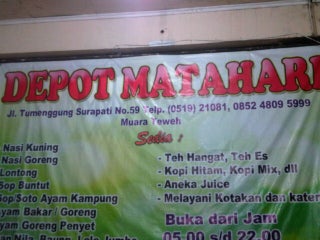 DEPOT MATAHARI
Jl. Tumenggung Surapati No.59 Telp. (0519) 21081, 0852 4809 5999
Muara Teweh
Sedia :
Nasi Kuning
Nasi Goreng
Lontong
Sop Buntut
Sop/Soto Ayam Kampung
Ayam Bakar/ Goreng
Ayam Goreng Penyet
- Teh Hangat, Teh Es
- Kopi Hitam, Kopi Mix, dll
- Aneka Juice
- Melayani Kotakan dan
Buka dari Jam
05.00 s/d 22.00